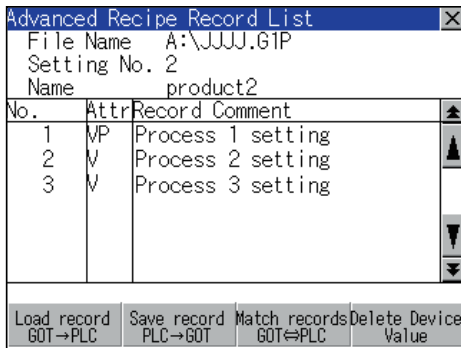 Advanced Recipe Record List
File Name A:\JJJJ.G1P
Setting No. 2
Name product2
No. Attr Record Comment
1 VP Process 1 setting
2 V Process 2 setting
3 V Process 3 setting
Load record Save record Match records Delete Device
GOT→PLC PLC→GOT GOT⇔PLC Value